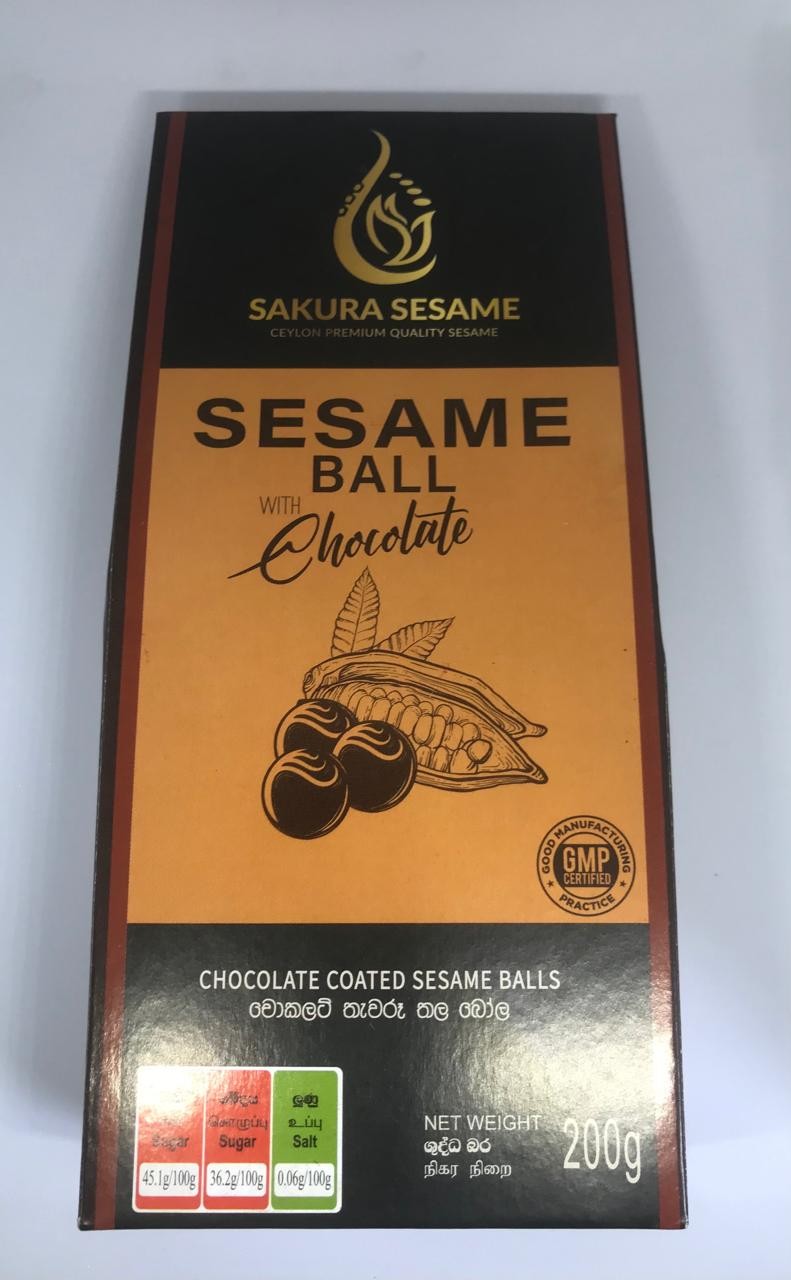 SAKURA SESAME
CEYLON PREMIUM QUALITY SESAME
SESAME
BALL
WITH
Chocolate
GOOD MANUFACTURING
GMP
CERTIFIED
PRACTICE
CHOCOLATE COATED SESAME BALLS
චොකලට් තැවරූ තල බෝල
Sagar
45.1g/100g
கொழுப்பு
Sugar
36.2g/100g
ලුණු
உப்பு
Salt
0.06g/100g
NET WEIGHT
ශුද්ධ බර
நிகர நிறை
200g